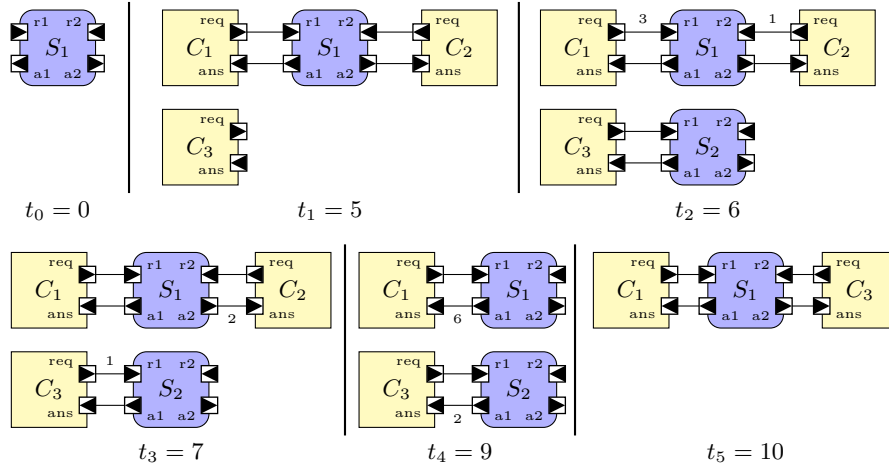 r1 r2
S1
a1 a2
t0 = 0
req
C1
ans
r1 r2
S1
a1 a2
req
C2
ans
req
C3
ans
t1 = 5
req
C1
ans
3
r1 r2
S1
a1 a2
1
req
C2
ans
req
C3
ans
r1 r2
S2
a1 a2
t2 = 6
req
C1
ans
r1 r2
S1
a1 a2
2
req
C2
ans
req
C3
ans
1
r1 r2
S2
a1 a2
t3 = 7
req
C1
ans
6
r1 r2
S1
a1 a2
req
C3
ans
2
r1 r2
S2
a1 a2
t4 = 9
req
C1
ans
r1 r2
S1
a1 a2
req
C3
ans
t5 = 10